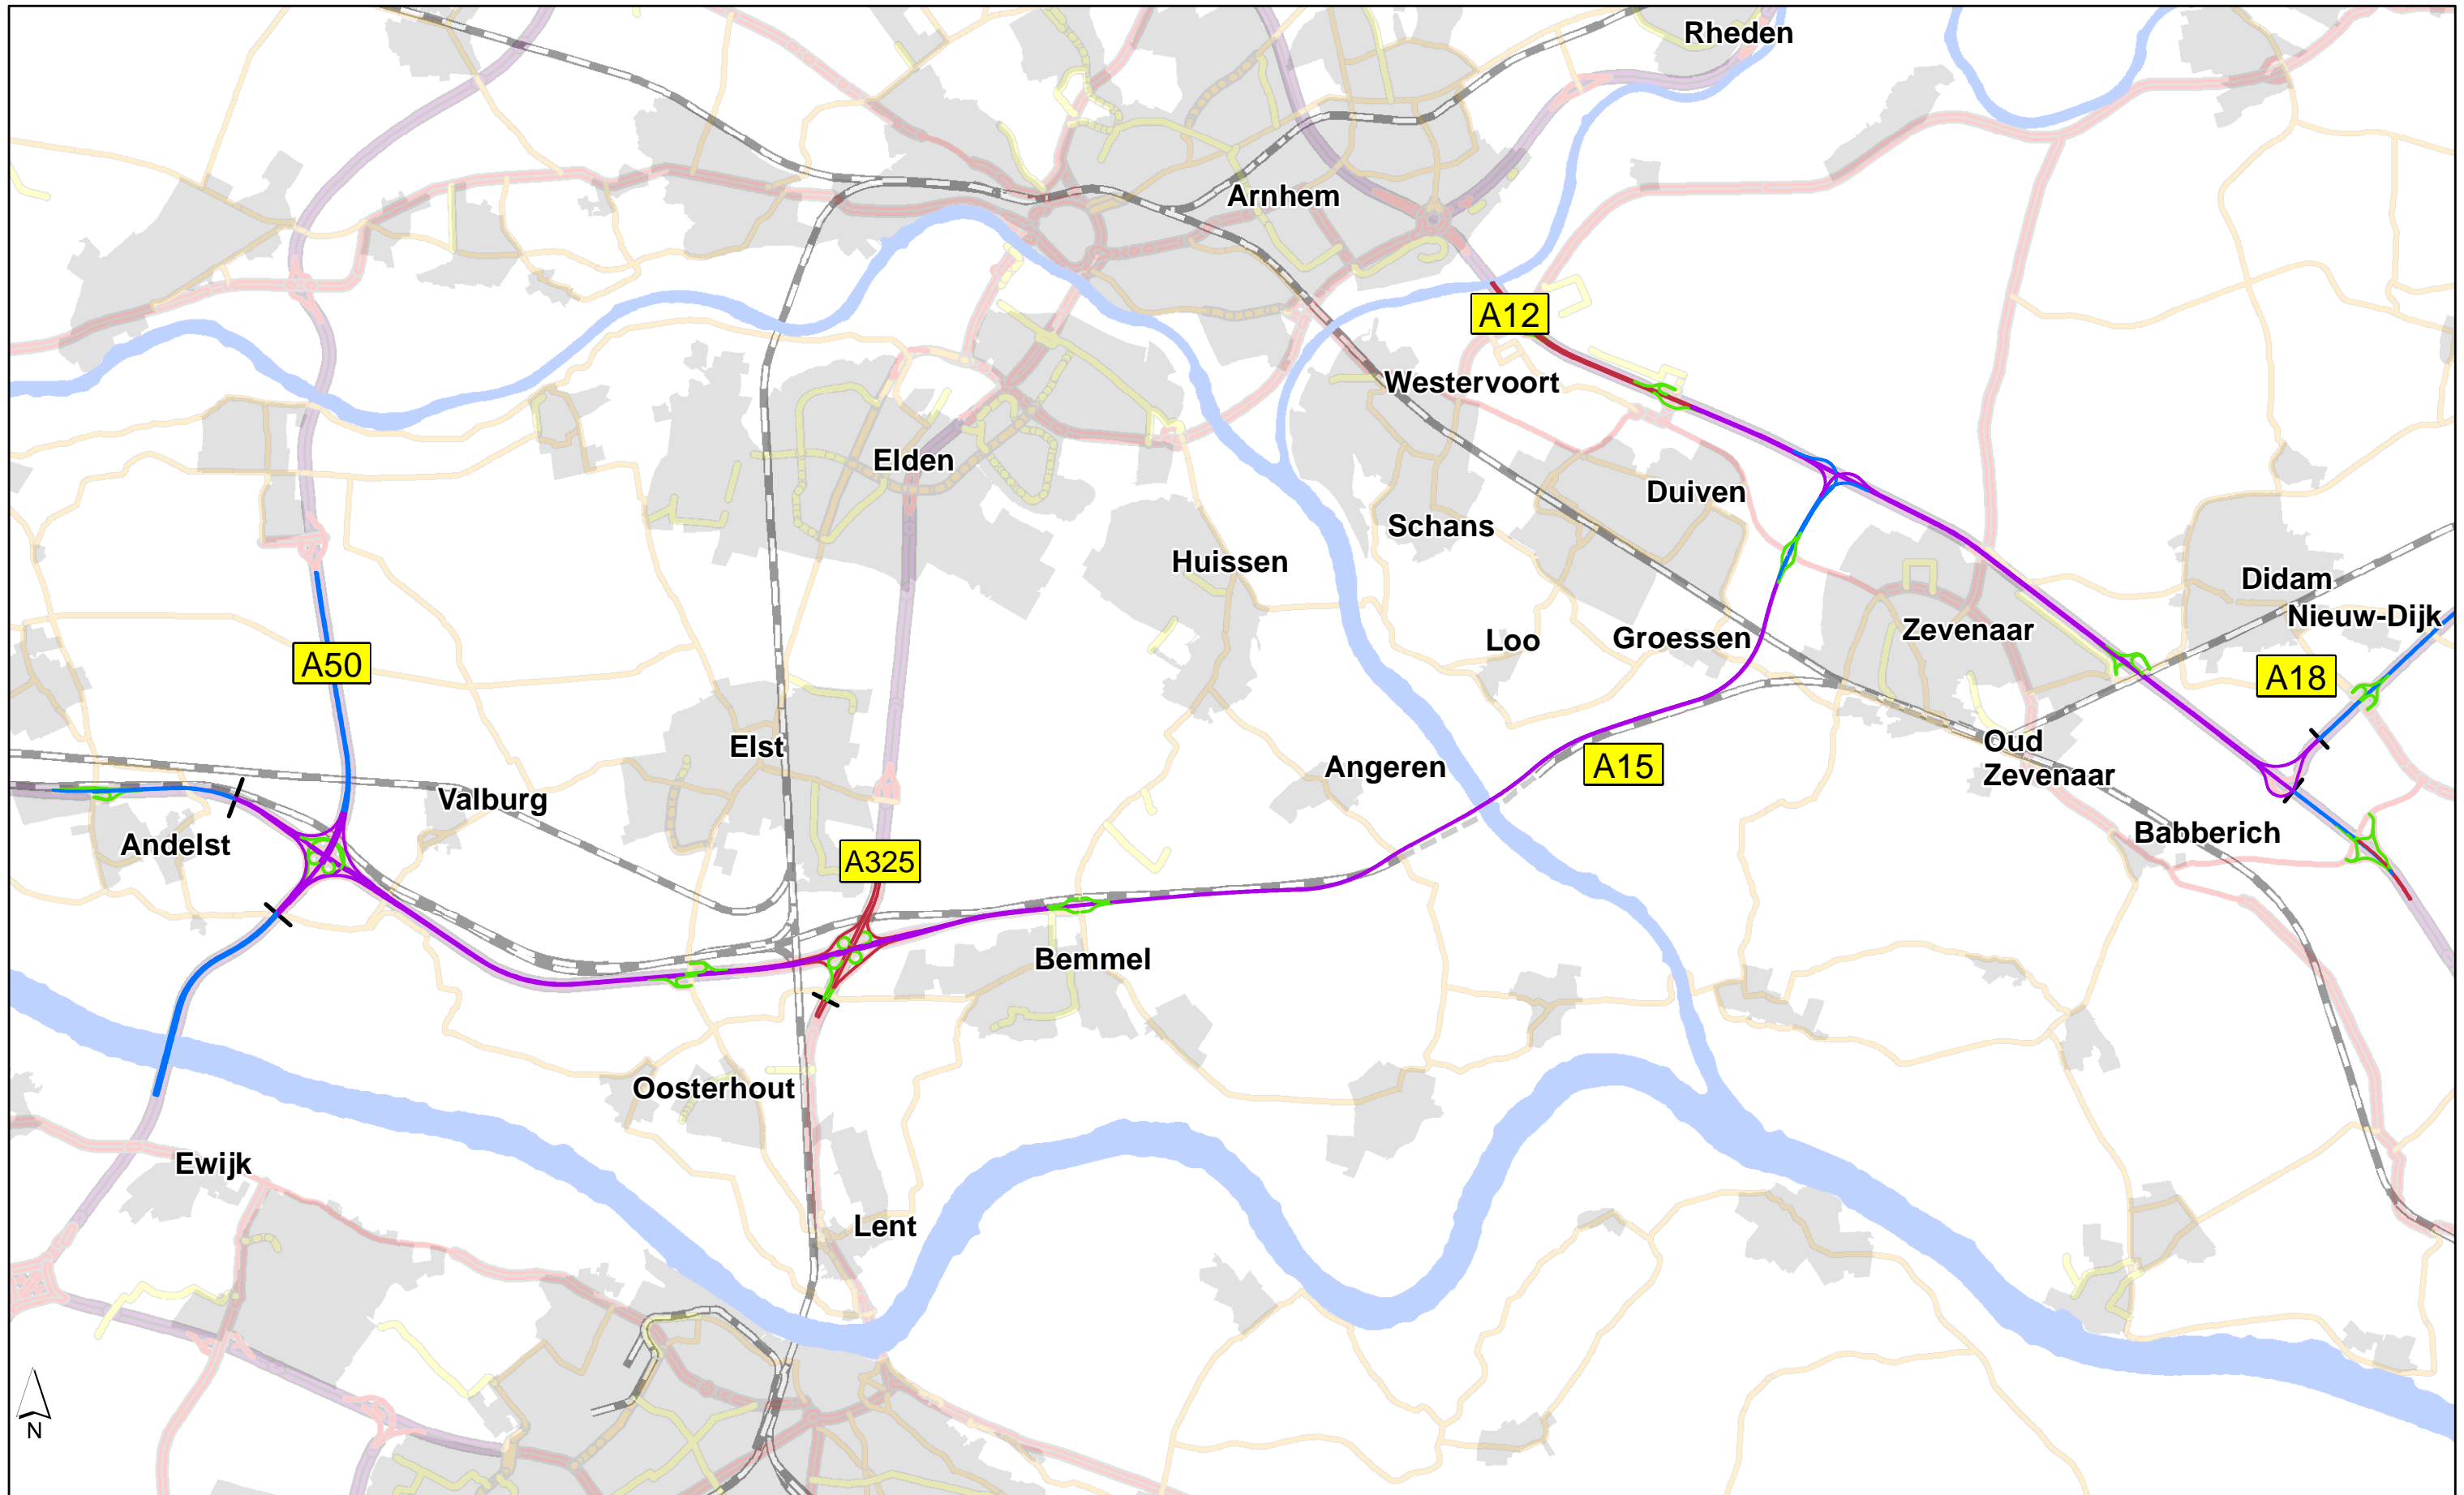 Rheden
Arnhem
A12
Westervoort
Elden
Duiven
Schans
Huissen
Didam
Nieuw-Dijk
Zevenaar
Loo
Groessen
A50
A18
Elst
Oud
Zevenaar
Angeren
A15
Valburg
Andelst
Babberich
A325
Bemmel
Oosterhout
Ewijk
Lent
N